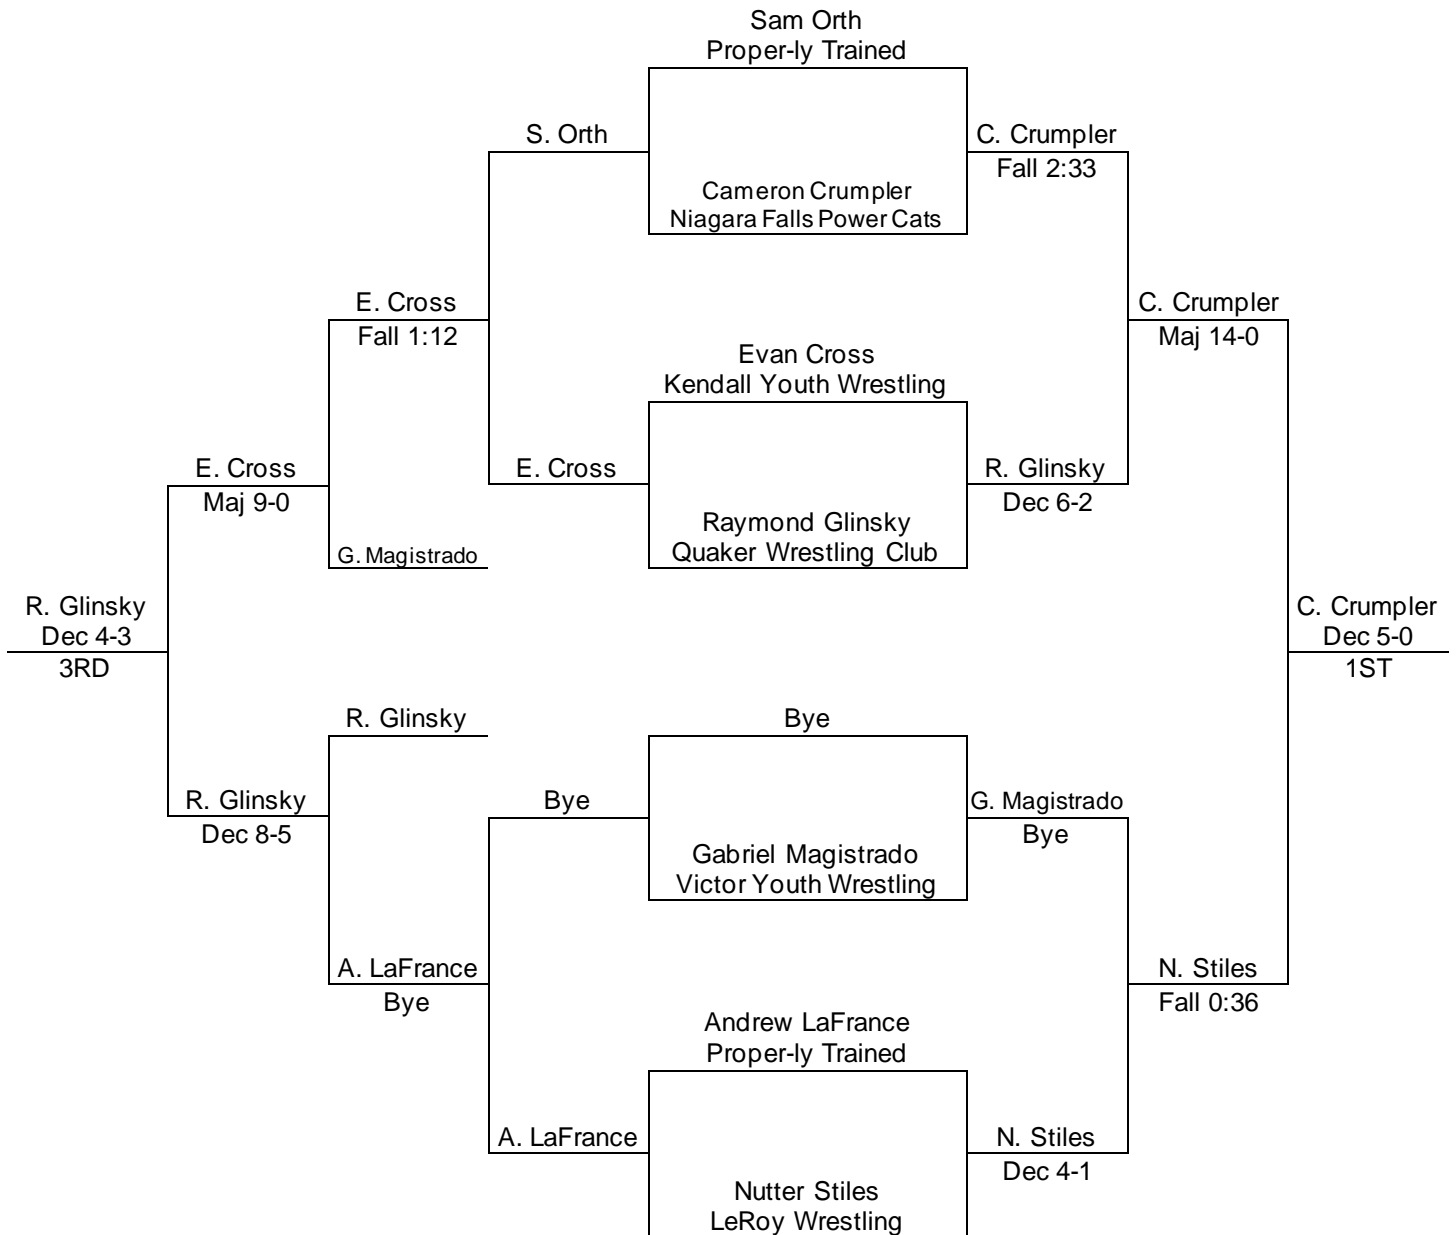 Sam Orth
Proper-ly Trained
S. Orth
C. Crumpler
Fall 2:33
Cameron Crumpler
Niagara Falls Power Cats
E. Cross
Fall 1:12
C. Crumpler
Maj 14-0
Evan Cross
Kendall Youth Wrestling
E. Cross
Maj 9-0
E. Cross
R. Glinsky
Dec 6-2
Raymond Glinsky
Quaker Wrestling Club
G. Magistrado
R. Glinsky
Dec 4-3
3RD
C. Crumpler
Dec 5-0
1ST
R. Glinsky
Bye
R. Glinsky
Dec 8-5
Bye
G. Magistrado
Bye
Gabriel Magistrado
Victor Youth Wrestling
A. LaFrance
Bye
N. Stiles
Fall 0:36
Andrew LaFrance
Proper-ly Trained
A. LaFrance
N. Stiles
Dec 4-1
Nutter Stiles
LeRoy Wrestling